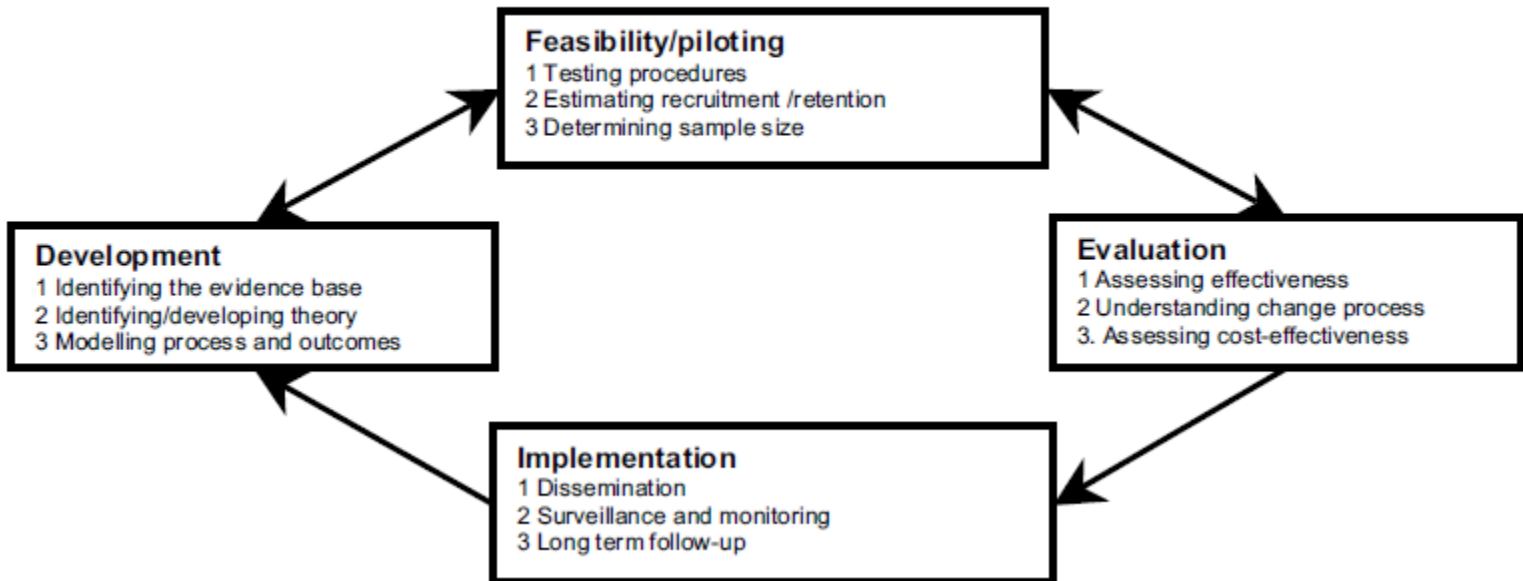 Feasibility/piloting
1 Testing procedures
2 Estimating recruitment /retention
3 Determining sample size
Development
1 Identifying the evidence base
2 Identifying/developing theory
3 Modelling process and outcomes
Evaluation
1 Assessing effectiveness
2 Understanding change process
3. Assessing cost-effectiveness
Implementation
1 Dissemination
2 Surveillance and monitoring
3 Long term follow-up